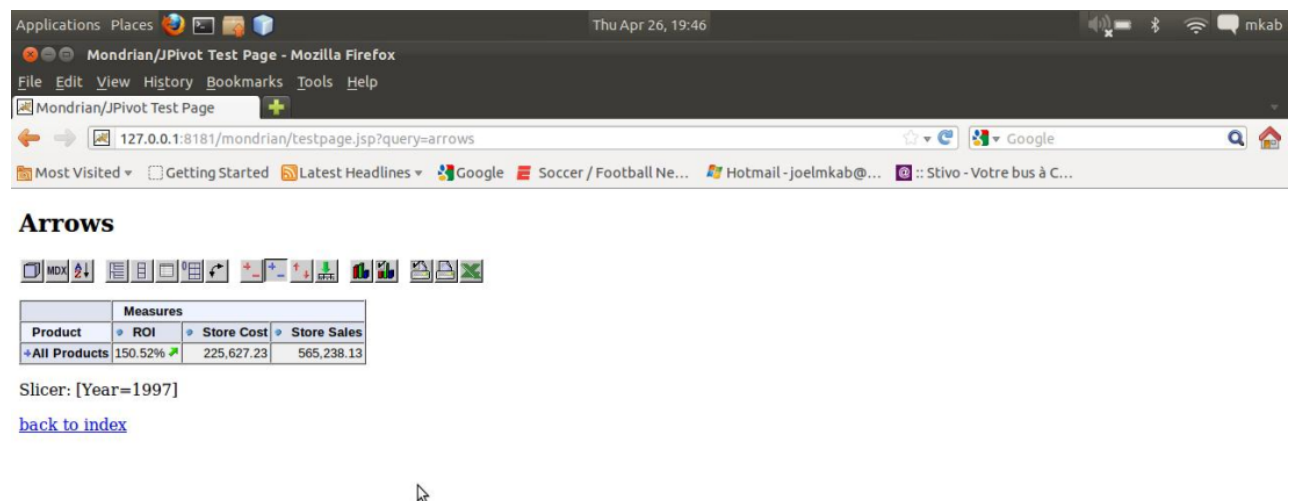 Applications Places Thu Apr 26, 19:46 mkab
Mondrian/JPivot Test Page - Mozilla Firefox
File Edit View History Bookmarks Tools Help
Mondrian/JPivot Test Page
127.0.0.1:8181/mondrian/testpage.jsp?query=arrows Google
Most Visited Getting Started Latest Headlines Google Soccer / Football Ne... Hotmail - joelmkab@... :: Stivo - Votre bus à C...
Arrows
MDX
Measures
Product ROI Store Cost Store Sales
All Products 150.52% 225,627.23 565,238.13
Slicer: [Year=1997]
back to index